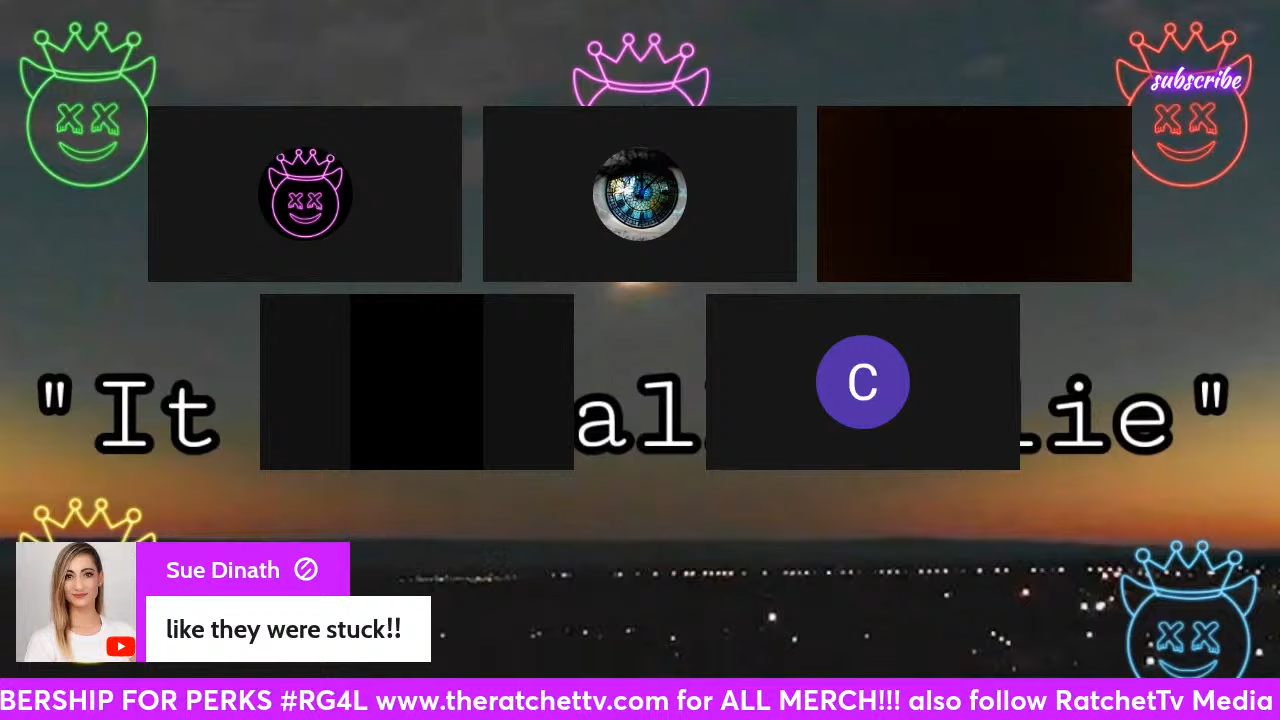 subscribe
C
"It al ie"
Sue Dinath
like they were stuck!!
BERSHIP FOR PERKS #RG4L www.theratchettv.com for ALL MERCH!!! also follow RatchetTv Media